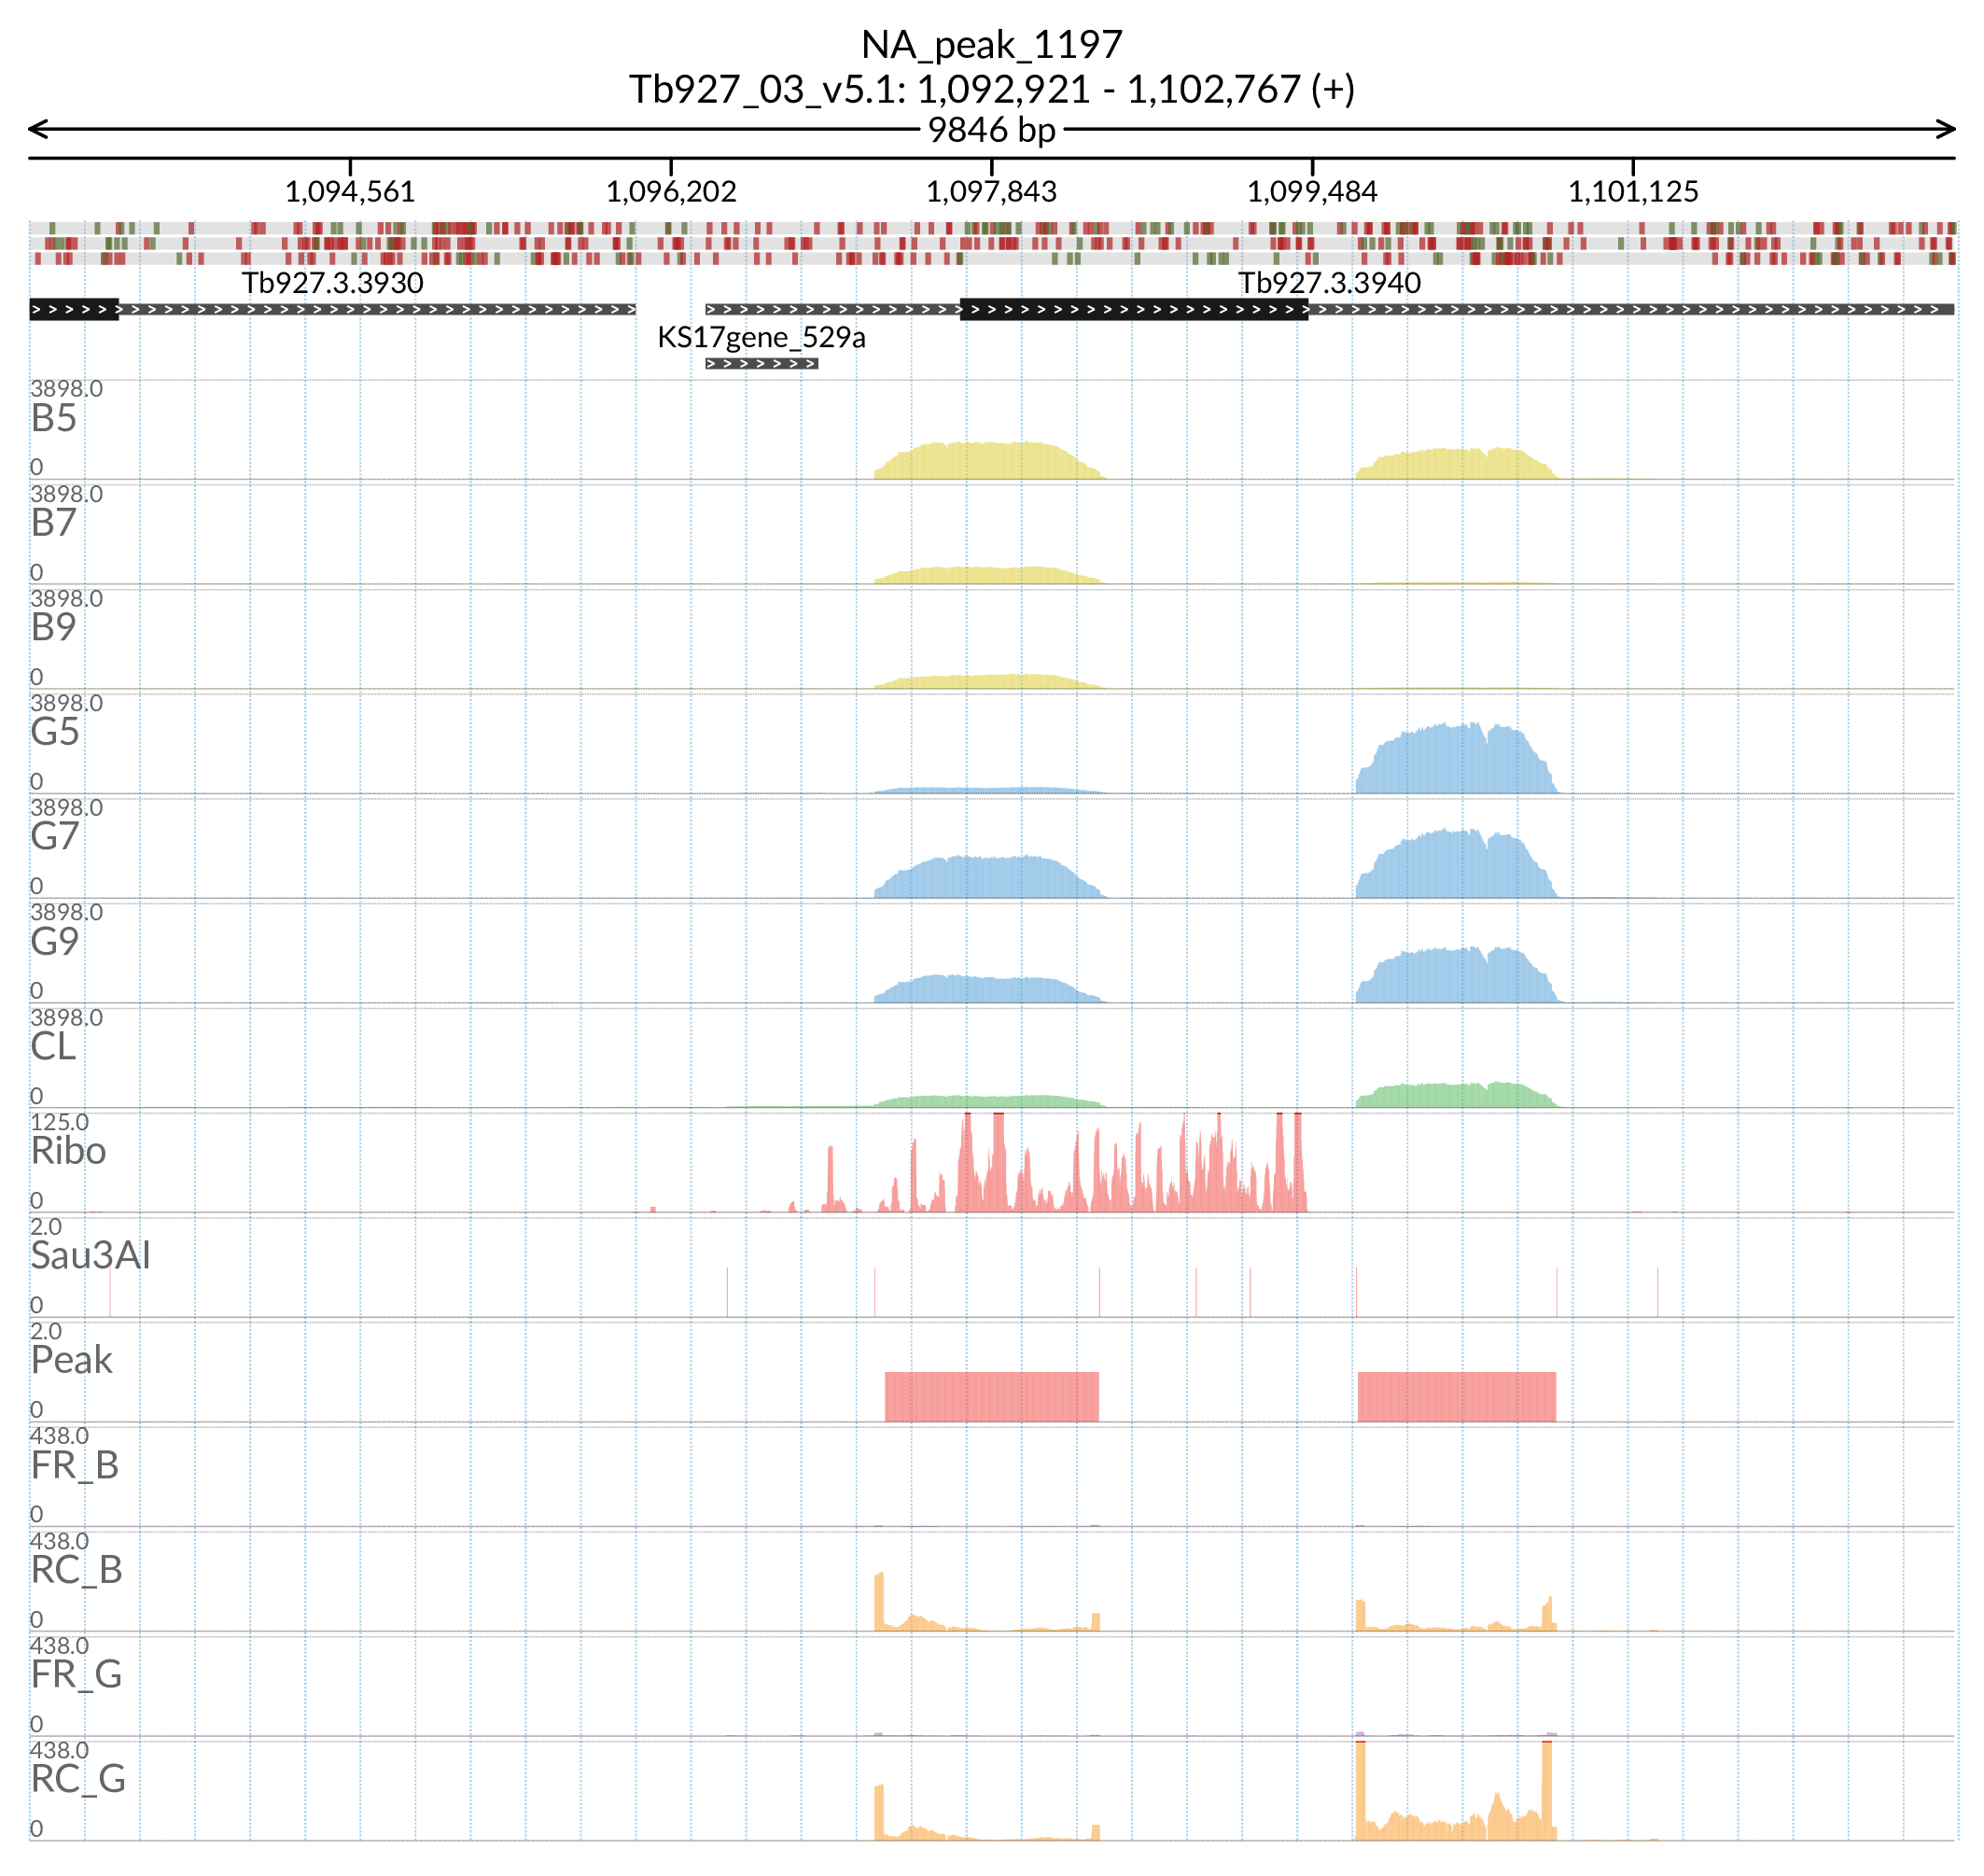 NA_peak_1197
Tb927_03_v5.1: 1,092,921 - 1,102,767 (+)
9846 bp
1,094,561 1,096,202 1,097,843 1,099,484 1,101,125
Tb927.3.3930 Tb927.3.3940
KS17gene_529a
3898.0
B5
0
3898.0
B7
0
3898.0
B9
0
3898.0
G5
0
3898.0
G7
0
3898.0
G9
0
3898.0
CL
0
125.0
Ribo
0
2.0
Sau3AI
0
2.0
Peak
0
438.0
FR_B
0
438.0
RC_B
0
438.0
FR_G
0
438.0
RC_G
0